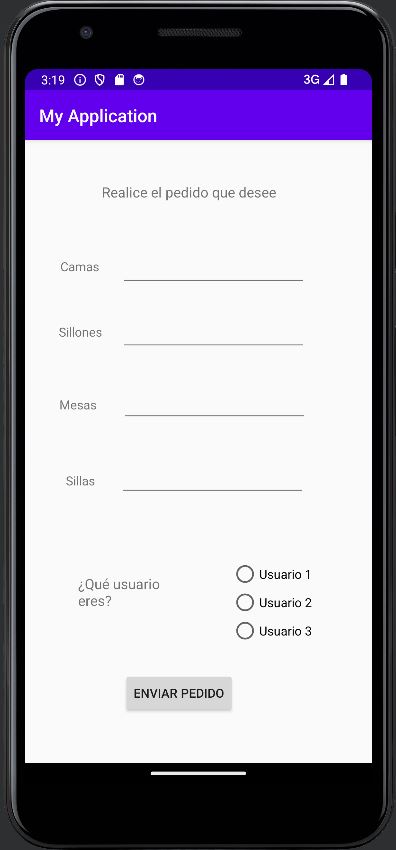 3:19
3G
My Application
Realice el pedido que desee
Camas
Sillones
Mesas
Sillas
¿Qué usuario
eres?
Usuario 1
Usuario 2
Usuario 3
ENVIAR PEDIDO